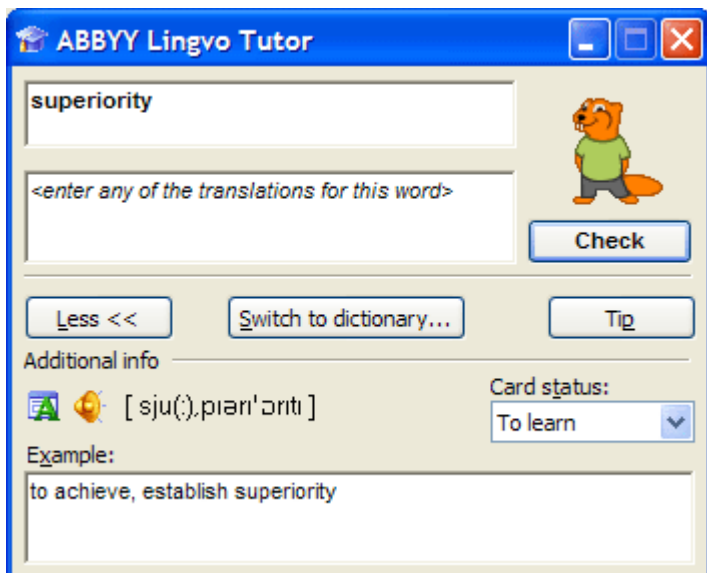 ABBYY Lingvo Tutor
superiority
<enter any of the translations for this word>
Check
Less <<
Switch to dictionary...
Tip
Additional info
[ sju(:),pıərı'ɔrıtı ]
Card status:
To learn
Example:
to achieve, establish superiority